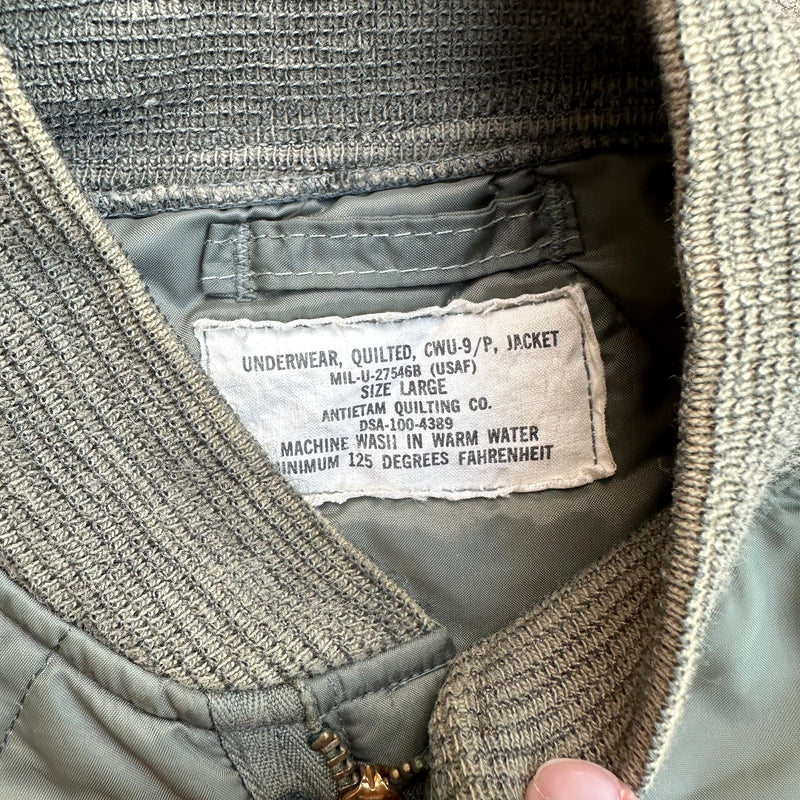 UNDERWEAR, QUILTED, CWU-9/P, JACKET
MIL-U-27546B (USAF)
SIZE LARGE
ANTIETAM QUILTING CO.
DSA-100-4389
MACHINE WASH IN WARM WATER
MINIMUM 125 DEGREES FAHRENHEIT